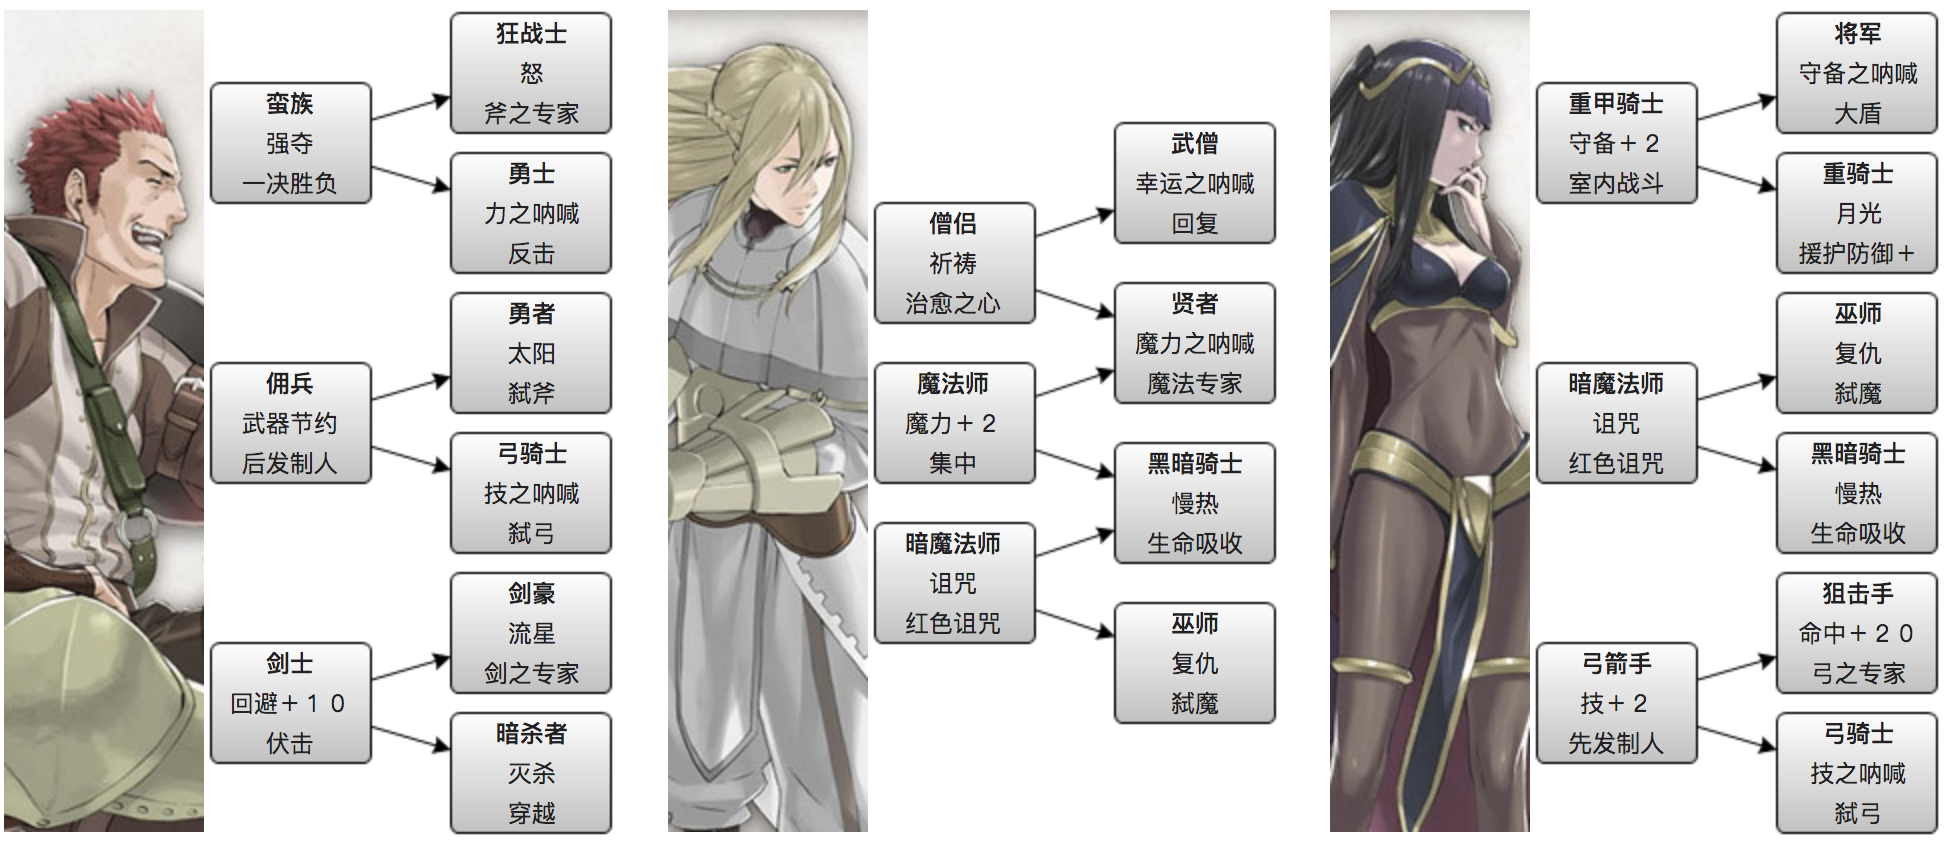 蛮族
强夺
一决胜负
狂战士
怒
斧之专家
勇士
力之呐喊
反击
佣兵
武器节约
后发制人
勇者
太阳
弑斧
弓骑士
技之呐喊
弑弓
剑士
回避＋１０
伏击
剑豪
流星
剑之专家
暗杀者
灭杀
穿越
僧侣
祈祷
治愈之心
武僧
幸运之呐喊
回复
贤者
魔力之呐喊
魔法专家
魔法师
魔力＋２
集中
黑暗骑士
慢热
生命吸收
暗魔法师
诅咒
红色诅咒
巫师
复仇
弑魔
重甲骑士
守备＋２
室内战斗
将军
守备之呐喊
大盾
重骑士
月光
援护防御＋
暗魔法师
诅咒
红色诅咒
巫师
复仇
弑魔
黑暗骑士
慢热
生命吸收
弓箭手
技＋２
先发制人
狙击手
命中＋２０
弓之专家
弓骑士
技之呐喊
弑弓